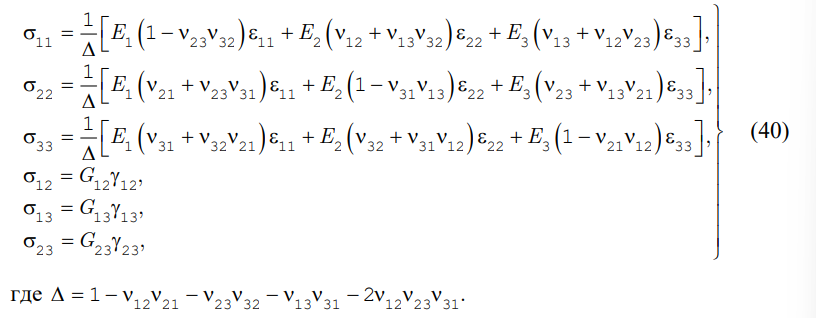 σ₁₁ = 1/Δ [E₁(1 − ν₂₃ν₃₂)ε₁₁ + E₂(ν₁₂ + ν₁₃ν₃₂)ε₂₂ + E₃(ν₁₃ + ν₁₂ν₂₃)ε₃₃],
σ₂₂ = 1/Δ [E₁(ν₂₁ + ν₂₃ν₃₁)ε₁₁ + E₂(1 − ν₃₁ν₁₃)ε₂₂ + E₃(ν₂₃ + ν₁₃ν₂₁)ε₃₃],
σ₃₃ = 1/Δ [E₁(ν₃₁ + ν₃₂ν₂₁)ε₁₁ + E₂(ν₃₂ + ν₃₁ν₁₂)ε₂₂ + E₃(1 − ν₂₁ν₁₂)ε₃₃], (40)
σ₁₂ = G₁₂γ₁₂,
σ₁₃ = G₁₃γ₁₃,
σ₂₃ = G₂₃γ₂₃,
где Δ = 1 − ν₁₂ν₂₁ − ν₂₃ν₃₂ − ν₁₃ν₃₁ − 2ν₁₂ν₂₃ν₃₁.